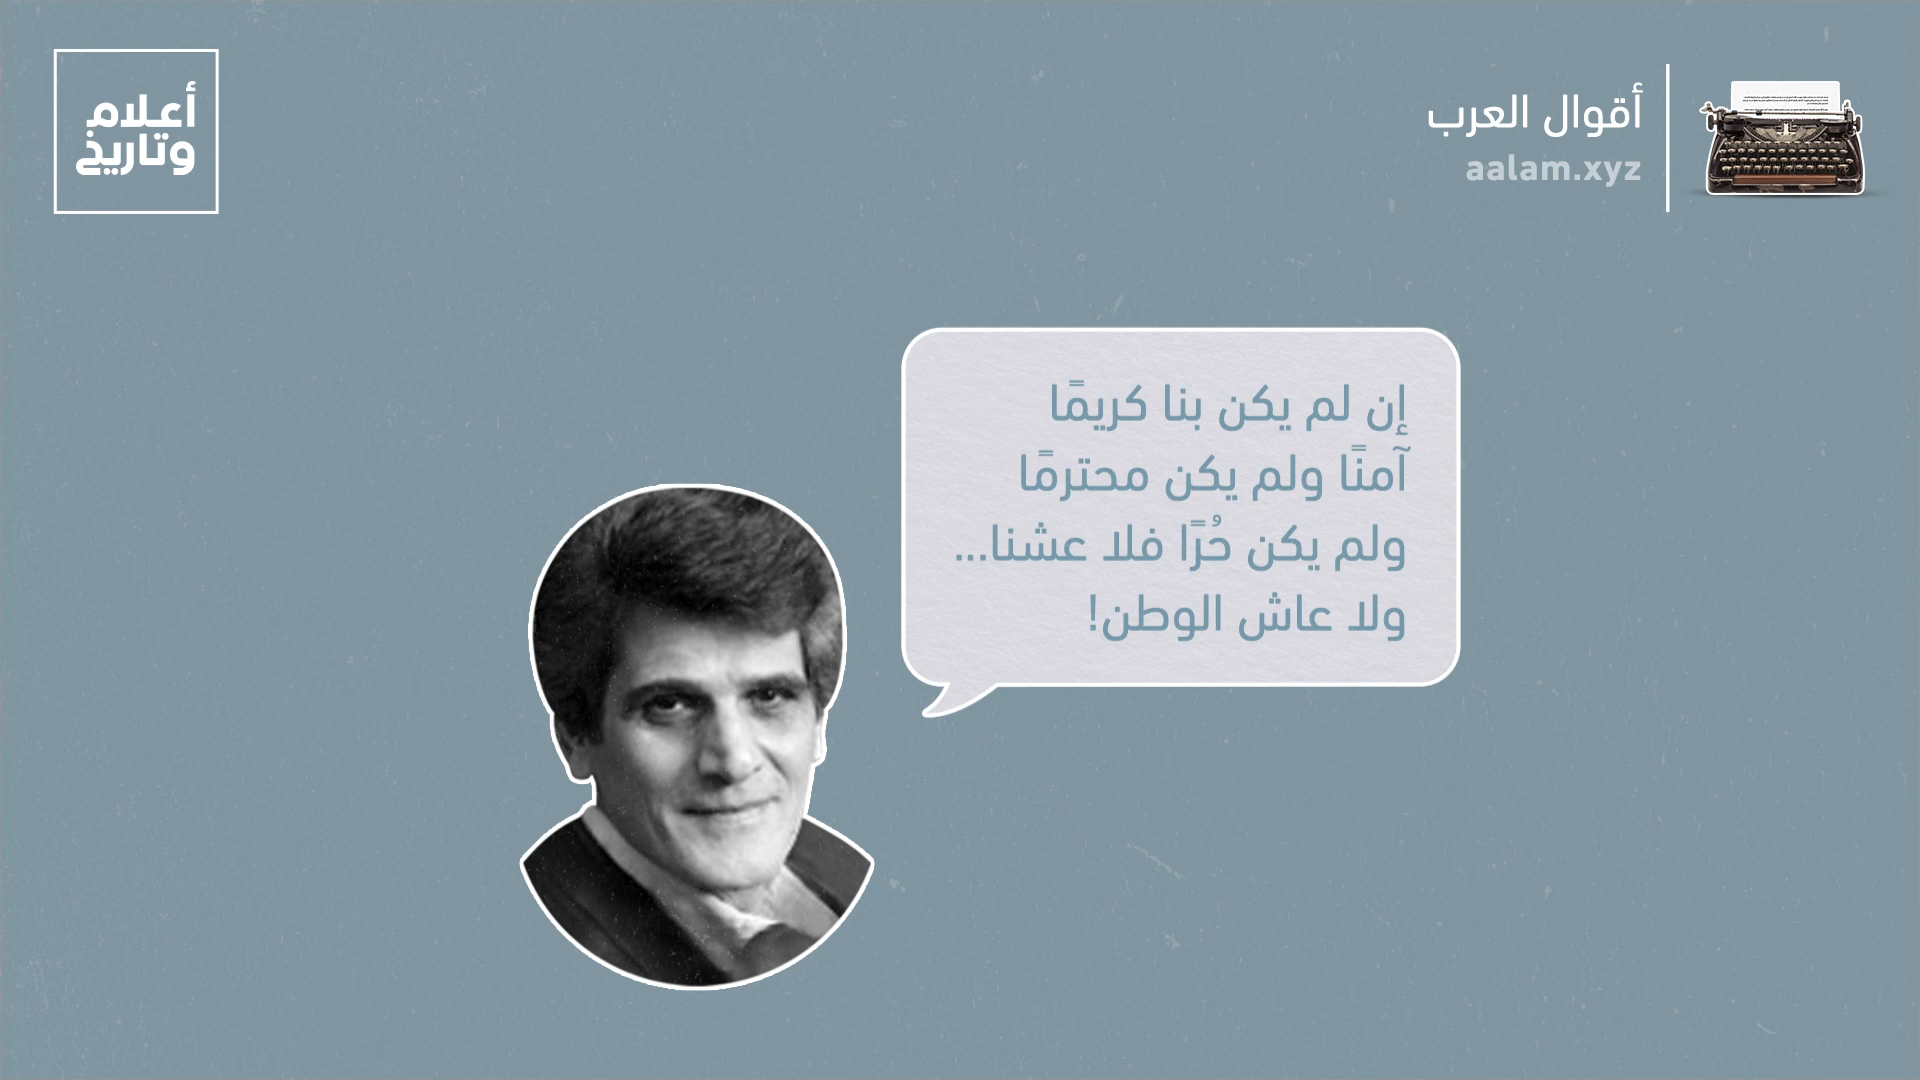 أقوال العرب
aalam.xyz
أعلام
وتاريخ
إن لم يكن بنا كريمًا
آمنًا ولم يكن محترمًا
ولم يكن حُرًا فلا عشنا...
ولا عاش الوطن!